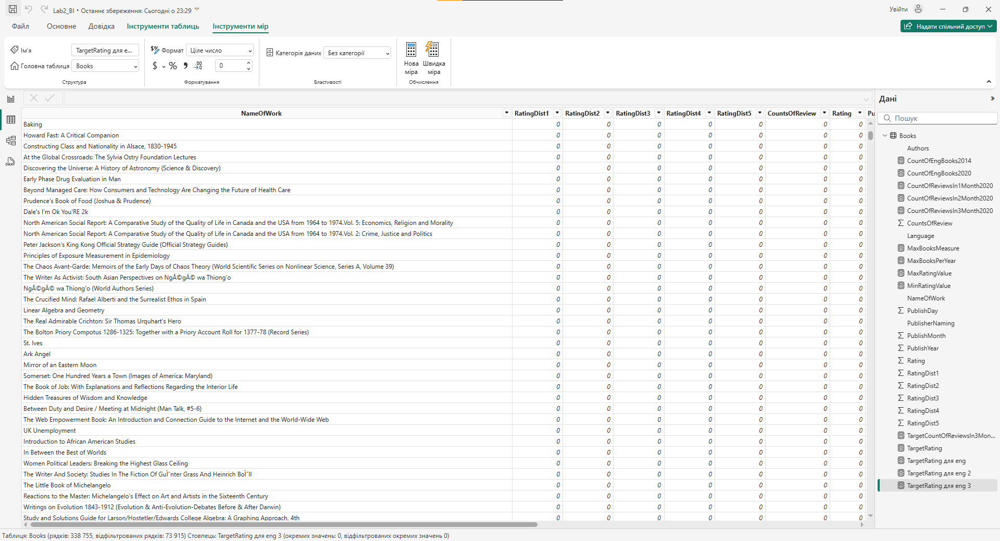 Lab2_BI • Останнє збереження: Сьогодні о 23:29
Увійти
Файл Основне Довідка Інструменти таблиць Інструменти мір
Надати спільний доступ
Ім'я TargetRating для e...
Головна таблиця Books
Структура
$% Формат Ціле число
$ % 9 .00 0
Форматування
Категорія даних Без категорії
Властивості
Нова міра
Швидка міра
Обчислення
Дані
Пошук
NameOfWork RatingDist1 RatingDist2 RatingDist3 RatingDist4 RatingDist5 CountsOfReview Rating Pu
Baking 0 0 0 0 0 0 0
Howard Fast: A Critical Companion 0 0 0 0 0 0 0
Constructing Class and Nationality in Alsace, 1830-1945 0 0 0 0 0 0 0
At the Global Crossroads: The Sylvia Ostry Foundation Lectures 0 0 0 0 0 0 0
Discovering the Universe: A History of Astronomy (Science & Discovery) 0 0 0 0 0 0 0
Early Phase Drug Evaluation in Man 0 0 0 0 0 0 0
Beyond Managed Care: How Consumers and Technology Are Changing the Future of Health Care 0 0 0 0 0 0 0
Prudence's Book of Food (Joshua & Prudence) 0 0 0 0 0 0 0
Dale's I'm Ok You'RE 2k 0 0 0 0 0 0 0
North American Social Report: A Comparative Study of the Quality of Life in Canada and the USA from 1964 to 1974.Vol. 5: Economics, Religion and Morality 0 0 0 0 0 0 0
North American Social Report: A Comparative Study of the Quality of Life in Canada and the USA from 1964 to 1974.Vol. 2: Crime, Justice and Politics 0 0 0 0 0 0 0
Peter Jackson's King Kong Official Strategy Guide (Official Strategy Guides) 0 0 0 0 0 0 0
Principles of Exposure Measurement in Epidemiology 0 0 0 0 0 0 0
The Chaos Avant-Garde: Memoirs of the Early Days of Chaos Theory (World Scientific Series on Nonlinear Science, Series A, Volume 39) 0 0 0 0 0 0 0
The Writer As Activist: South Asian Perspectives on NgÅ©gÄ© wa Thiong'o 0 0 0 0 0 0 0
NgÅ©gÄ© wa Thiong'o (World Authors Series) 0 0 0 0 0 0 0
The Crucified Mind: Rafael Alberti and the Surrealist Ethos in Spain 0 0 0 0 0 0 0
Linear Algebra and Geometry 0 0 0 0 0 0 0
The Real Admirable Crichton: Sir Thomas Urquhart's Hero 0 0 0 0 0 0 0
The Bolton Priory Compotus 1286-1325: Together with a Priory Account Roll for 1377-78 (Record Series) 0 0 0 0 0 0 0
St. Ives 0 0 0 0 0 0 0
Ark Angel 0 0 0 0 0 0 0
Mirror of an Eastern Moon 0 0 0 0 0 0 0
Somerset: One Hundred Years a Town (Images of America: Maryland) 0 0 0 0 0 0 0
The Book of Job: With Explanations and Reflections Regarding the Interior Life 0 0 0 0 0 0 0
Hidden Treasures of Wisdom and Knowledge 0 0 0 0 0 0 0
Between Duty and Desire / Meeting at Midnight (Man Talk, #5-6) 0 0 0 0 0 0 0
The Web Empowerment Book: An Introduction and Connection Guide to the Internet and the World-Wide Web 0 0 0 0 0 0 0
UK Unemployment 0 0 0 0 0 0 0
Introduction to African American Studies 0 0 0 0 0 0 0
In Between the Best of Worlds 0 0 0 0 0 0 0
Women Political Leaders: Breaking the Highest Glass Ceiling 0 0 0 0 0 0 0
The Writer And Society: Studies In The Fiction Of GuÌˆnter Grass And Heinrich BoÌˆll 0 0 0 0 0 0 0
The Little Book of Michelangelo 0 0 0 0 0 0 0
Reactions to the Master: Michelangelo's Effect on Art and Artists in the Sixteenth Century 0 0 0 0 0 0 0
Writings on Evolution 1843-1912 (Evolution & Anti-Evolution-Debates Before & After Darwin) 0 0 0 0 0 0 0
Study and Solutions Guide for Larson/Hostetler/Edwards College Algebra: A Graphing Approach, 4th 0 0 0 0 0 0 0
Books
Authors
CountOfEngBooks2014
CountOfEngBooks2020
CountOfReviewsIn1Month2020
CountOfReviewsIn2Month2020
CountOfReviewsIn3Month2020
CountsOfReview
Language
MaxBooksMeasure
MaxBooksPerYear
MaxRatingValue
MinRatingValue
NameOfWork
PublishDay
PublisherNaming
PublishMonth
PublishYear
Rating
RatingDist1
RatingDist2
RatingDist3
RatingDist4
RatingDist5
TargetCountOfReviewsIn3Mon...
TargetRating
TargetRating для eng
TargetRating для eng 2
TargetRating для eng 3
Таблиця: Books (рядків: 338 755, відфільтрованих рядків: 73 915) Стовпець: TargetRating для eng 3 (окремих значень: 0, відфільтрованих окремих значень 0)